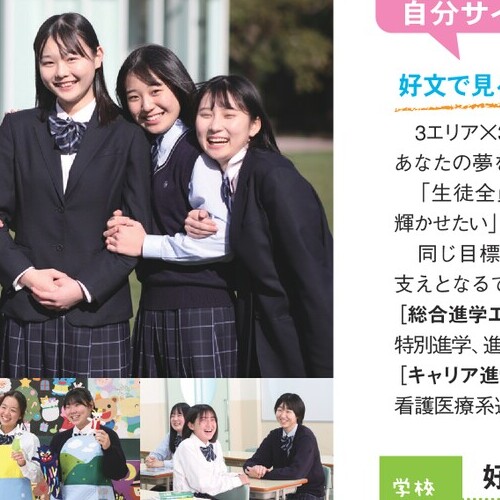 自分サイ
好文で見
3エリア×
あなたの夢を
「生徒全
輝かせたい」
同じ目標
支えとなるで
[総合進学エ
特別進学、進
[キャリア進
看護医療系
学校
好